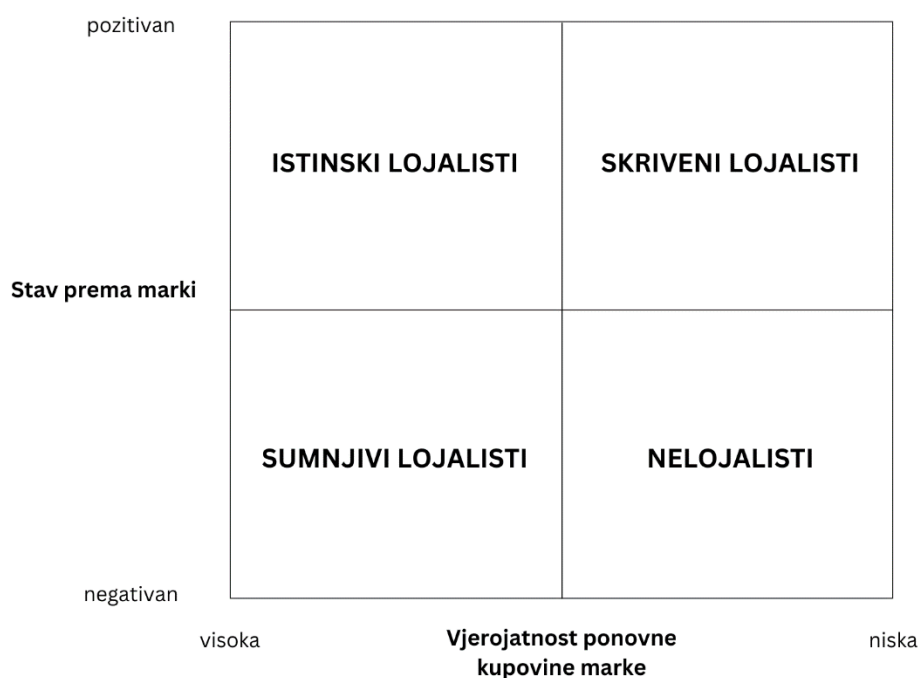 pozitivan
ISTINSKI LOJALISTI
SKRIVENI LOJALISTI
Stav prema marki
SUMNJIVI LOJALISTI
NELOJALISTI
negativan
visoka
Vjerojatnost ponovne
kupovine marke
niska